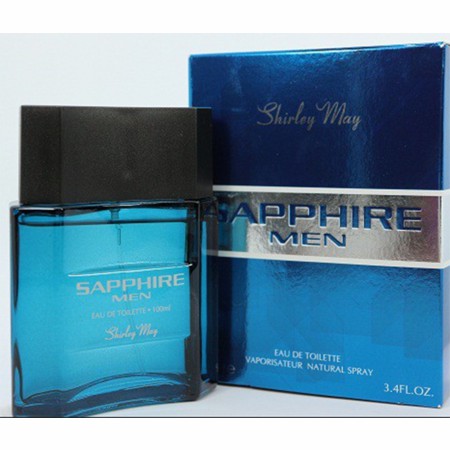 SAPPHIRE
MEN
EAU DE TOILETTE • 100ml
Shirley May
Shirley May
SAPPHIRE
MEN
EAU DE TOILETTE
VAPORISATEUR NATURAL SPRAY
3.4FL.OZ.